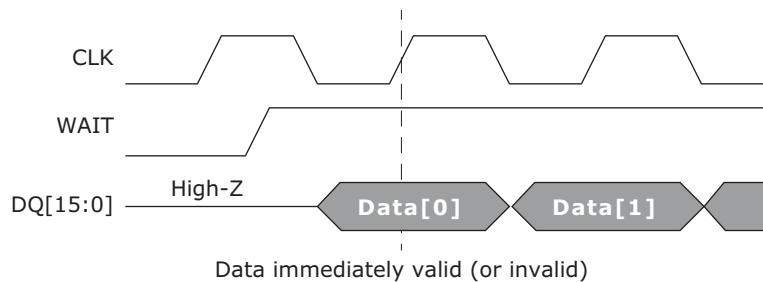 CLK
WAIT
High-Z
DQ[15:0] Data[0] Data[1]
Data immediately valid (or invalid)